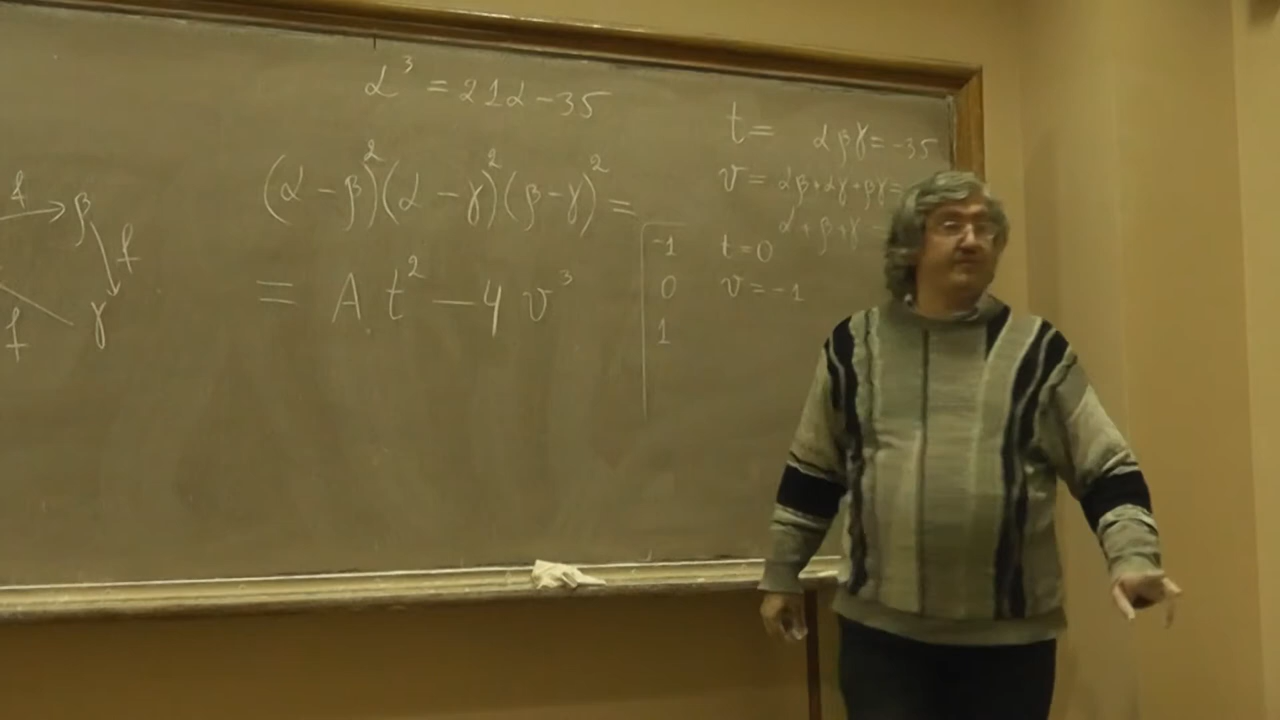 α³ = 21α − 35
(α − β)²(α − γ)²(β − γ)² =
= A t² − 4 v³
f β
f
f γ
t = αβγ = −35
v = αβ + αγ + βγ =
α + β + γ
−1 t = 0
0 v = −1
1